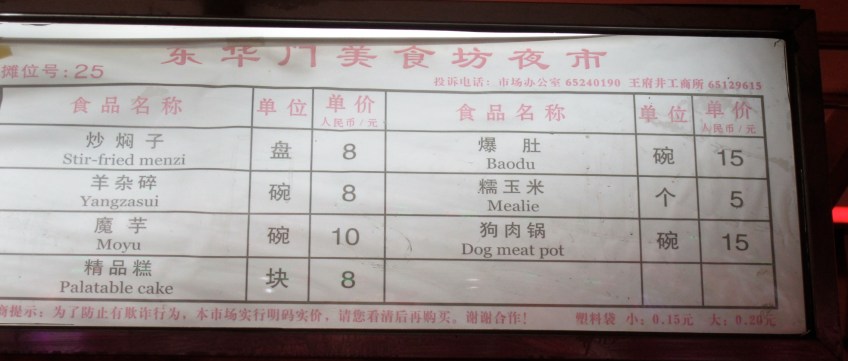 东华门美食坊夜市
摊位号: 25
投诉电话: 市场办公室 65240190 王府井工商所 65129615
食品名称 单位 单价 人民币/元 食品名称 单位 单价 人民币/元
炒焖子 盘 8 爆肚 碗 15
Stir-fried menzi Baodu
羊杂碎 碗 8 糯玉米 个 5
Yangzasui Mealie
魔芋 碗 10 狗肉锅 碗 15
Moyu Dog meat pot
精品糕 块 8
Palatable cake
商提示: 为了防止有欺诈行为, 本市场实行明码实价, 请您看清后再购买。谢谢合作! 塑料袋 小: 0.15元 大: 0.20元